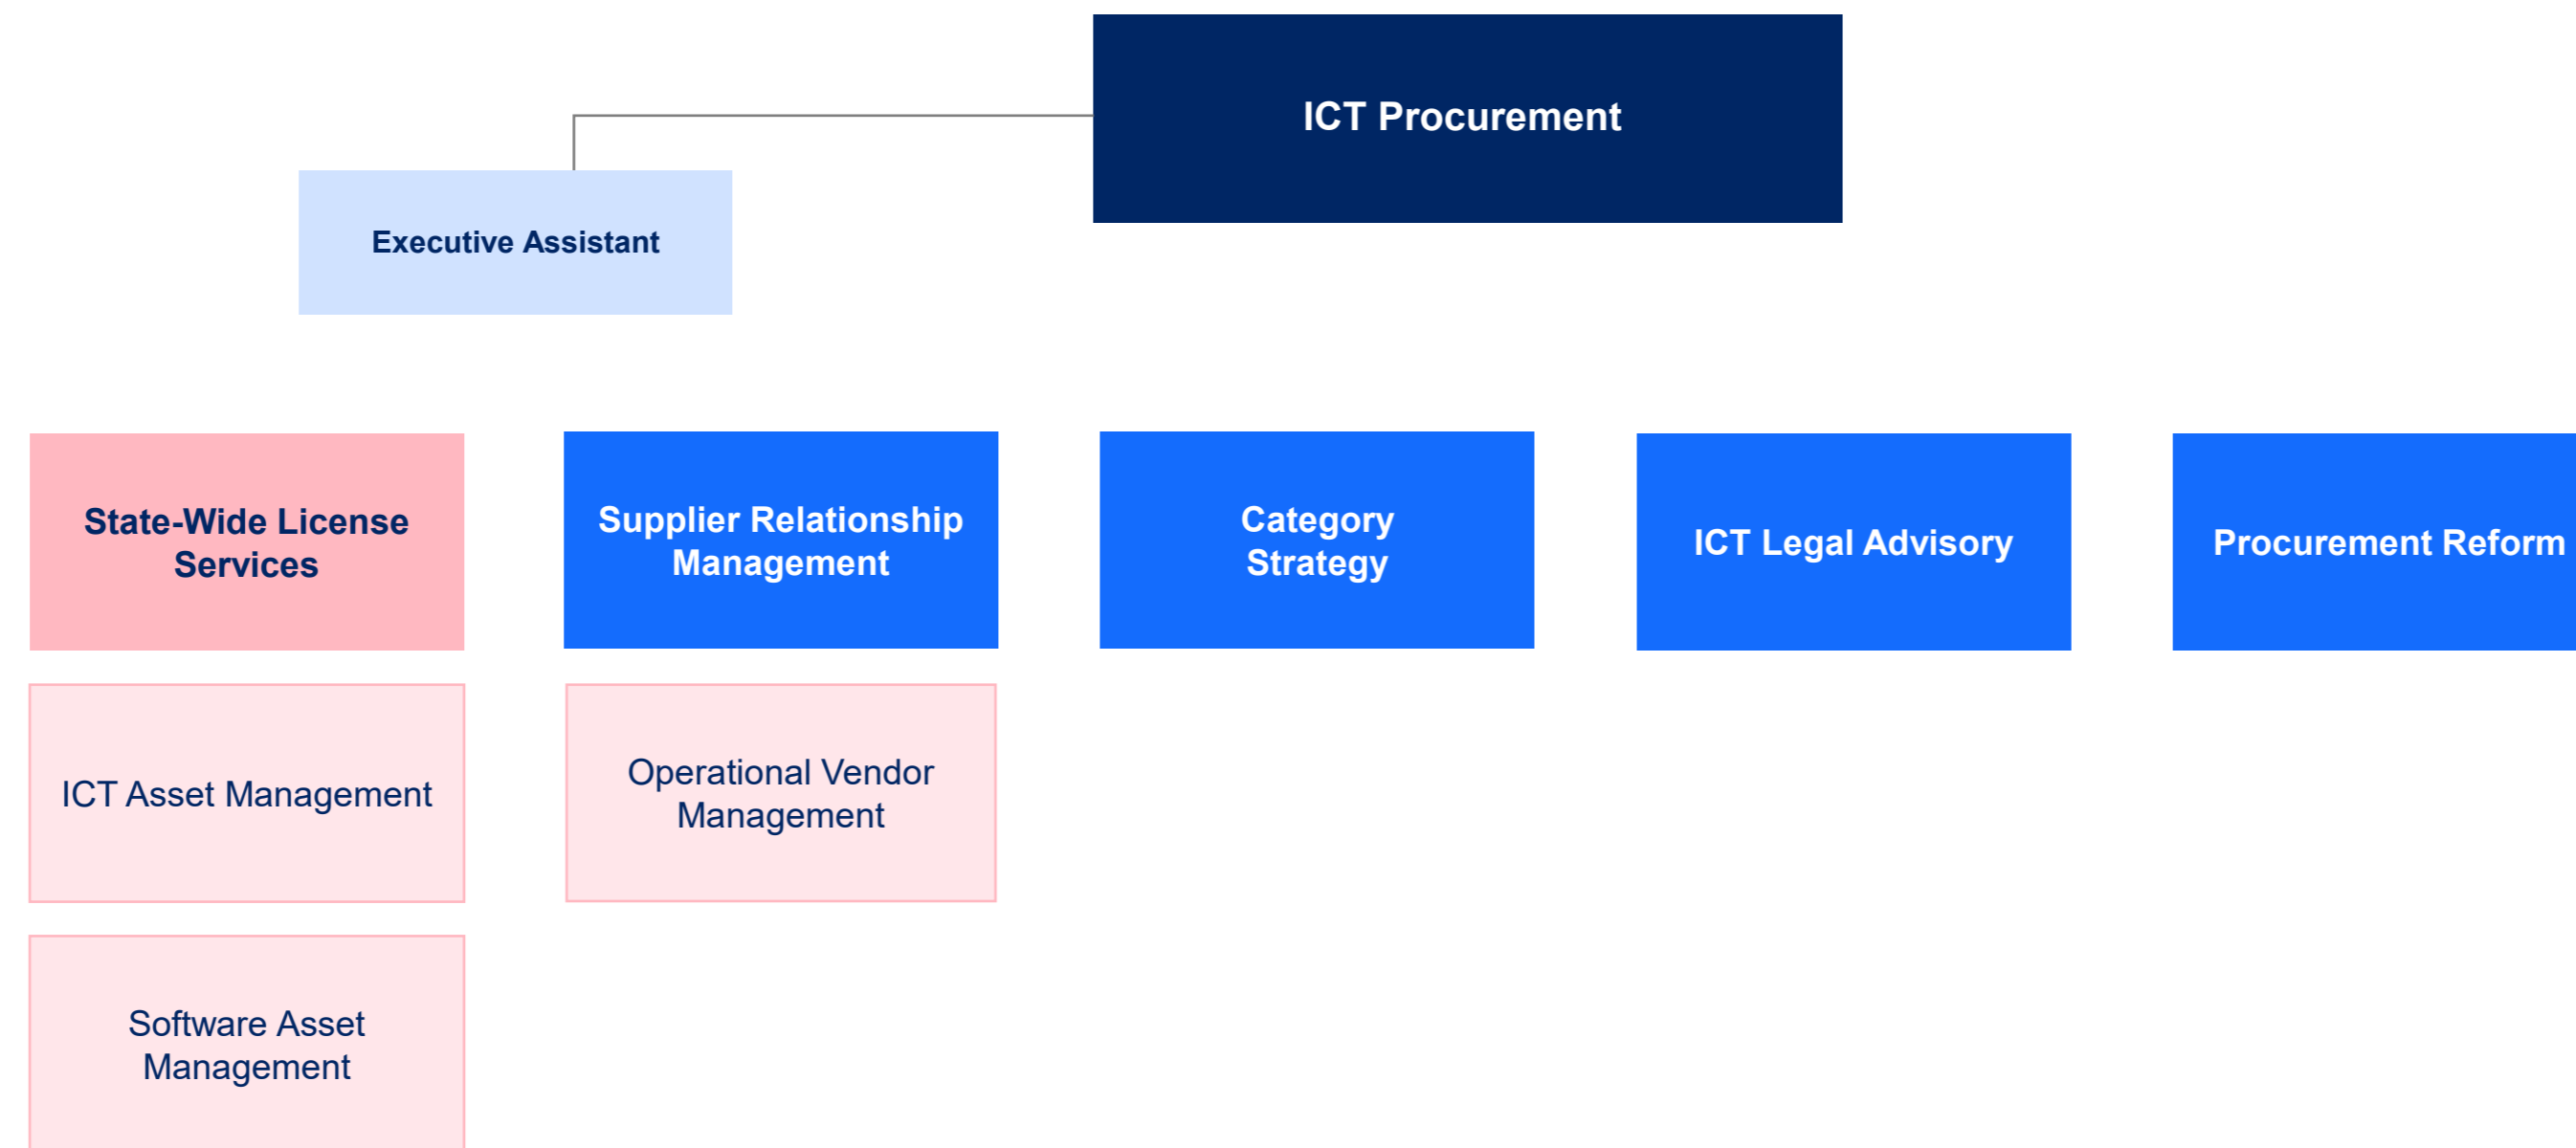 ICT Procurement
Executive Assistant
State-Wide License
Services
Supplier Relationship
Management
Category
Strategy
ICT Legal Advisory
Procurement Reform
ICT Asset Management
Operational Vendor
Management
Software Asset
Management